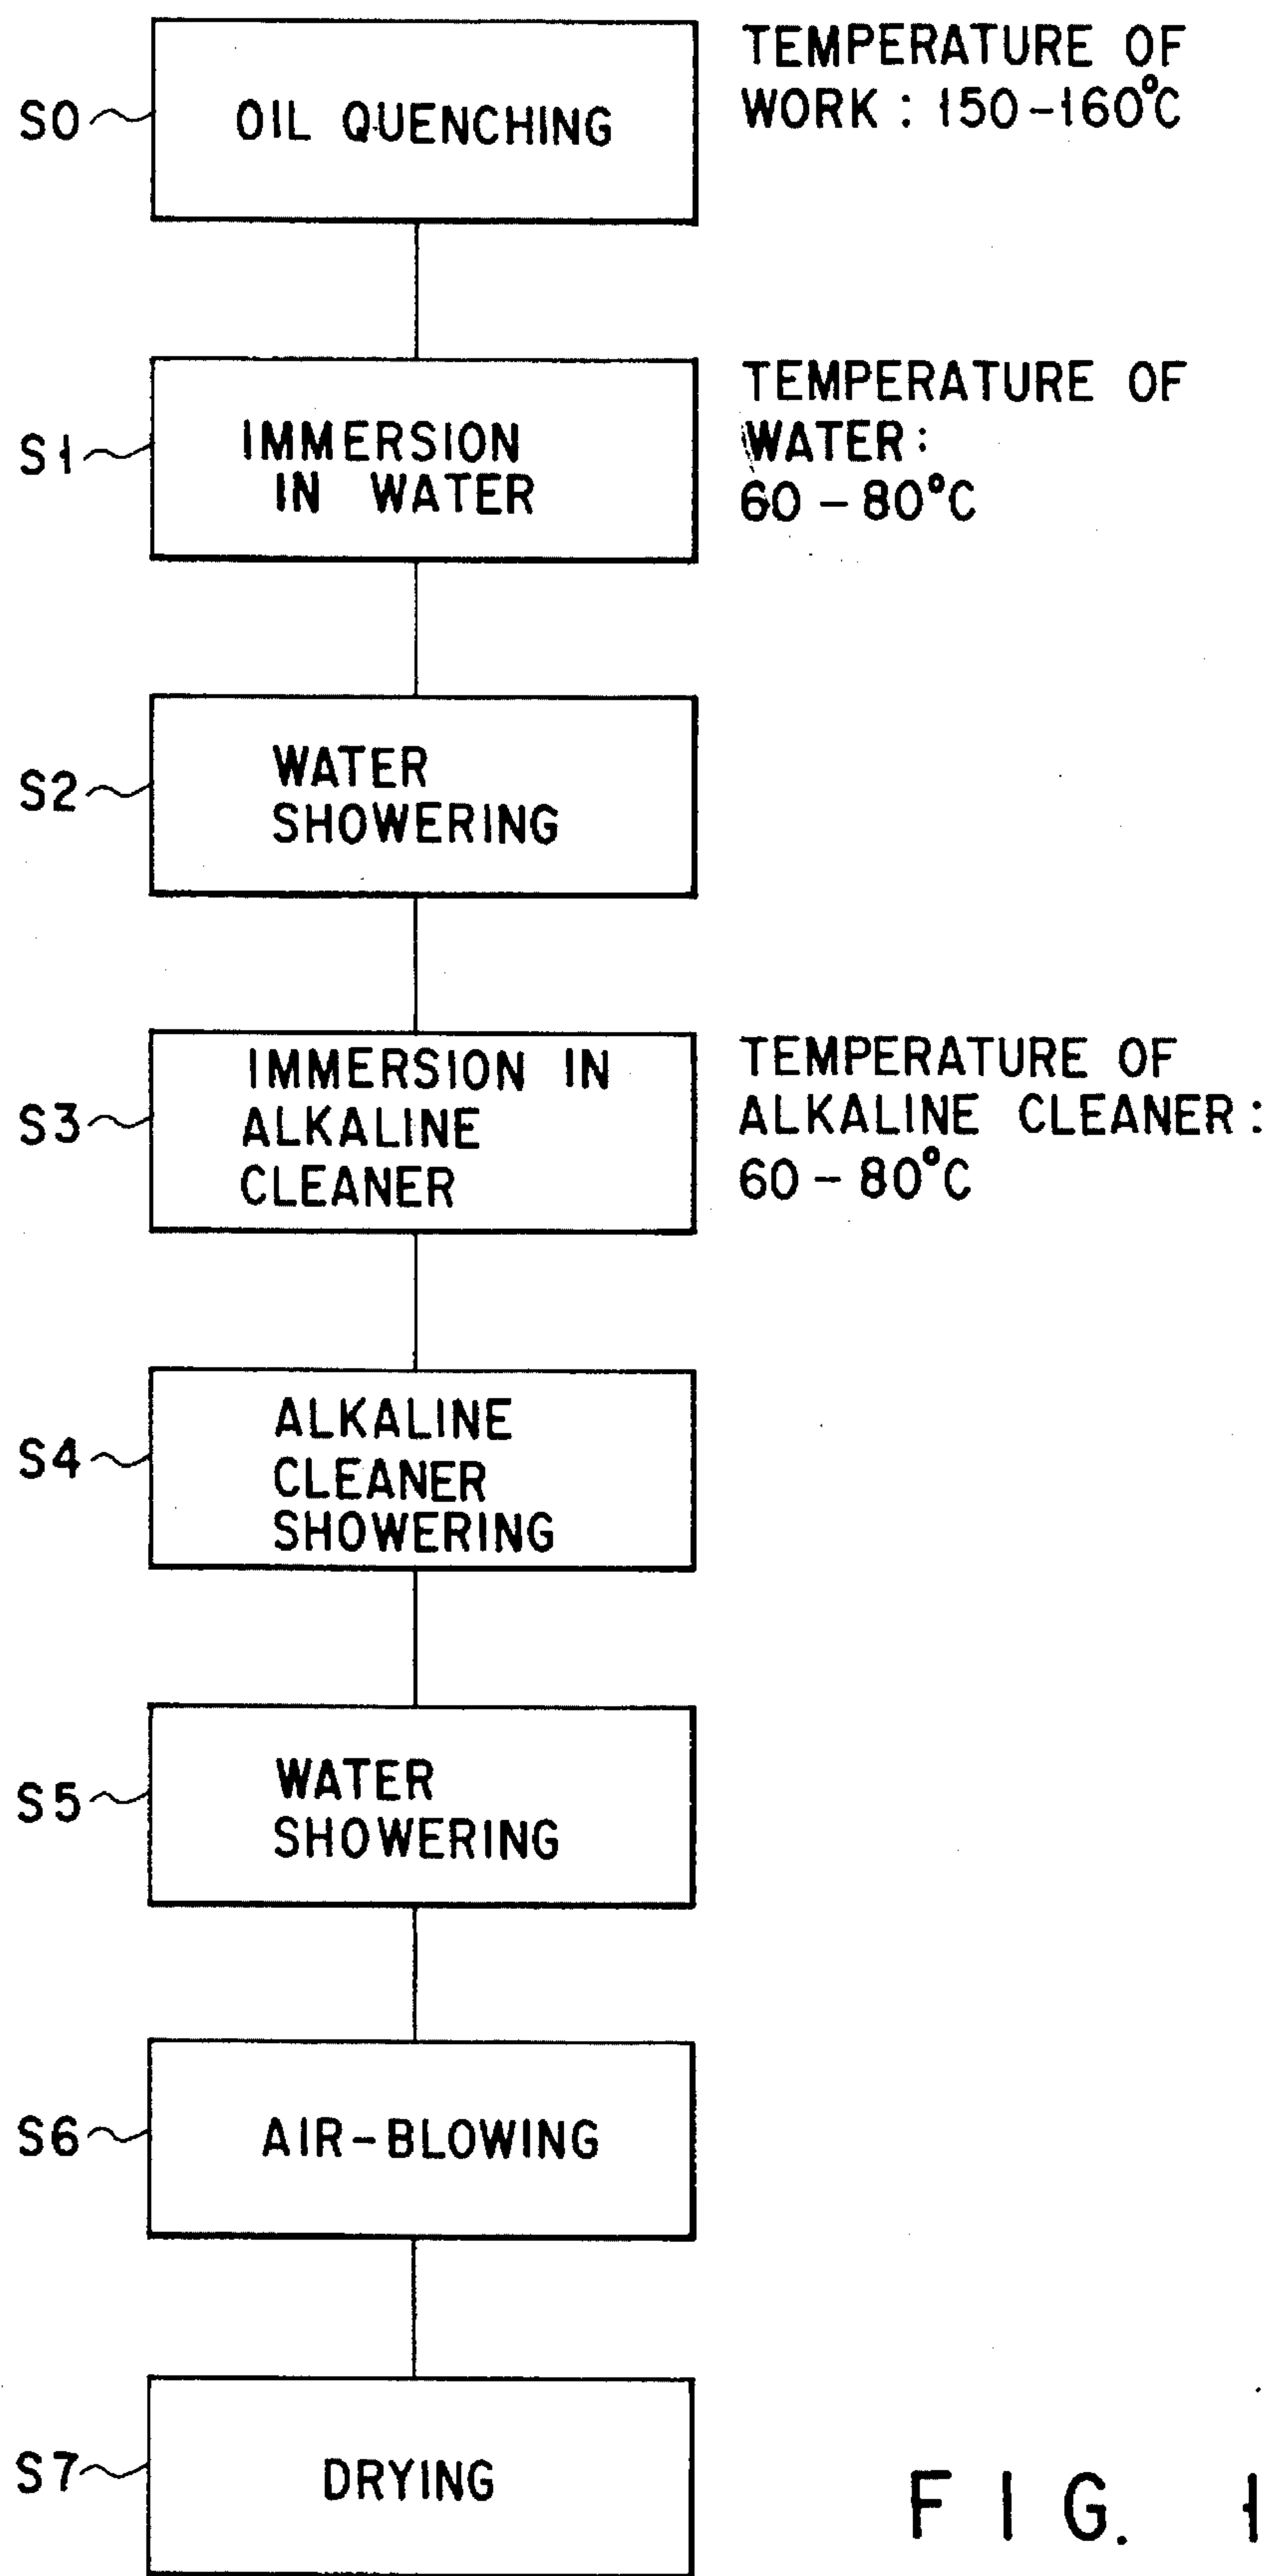 S0
OIL QUENCHING
TEMPERATURE OF
WORK : 150-160°C
S1
IMMERSION
IN WATER
TEMPERATURE OF
WATER :
60 - 80°C
S2
WATER
SHOWERING
S3
IMMERSION IN
ALKALINE
CLEANER
TEMPERATURE OF
ALKALINE CLEANER :
60 - 80°C
S4
ALKALINE
CLEANER
SHOWERING
S5
WATER
SHOWERING
S6
AIR-BLOWING
S7
DRYING
FIG. 1